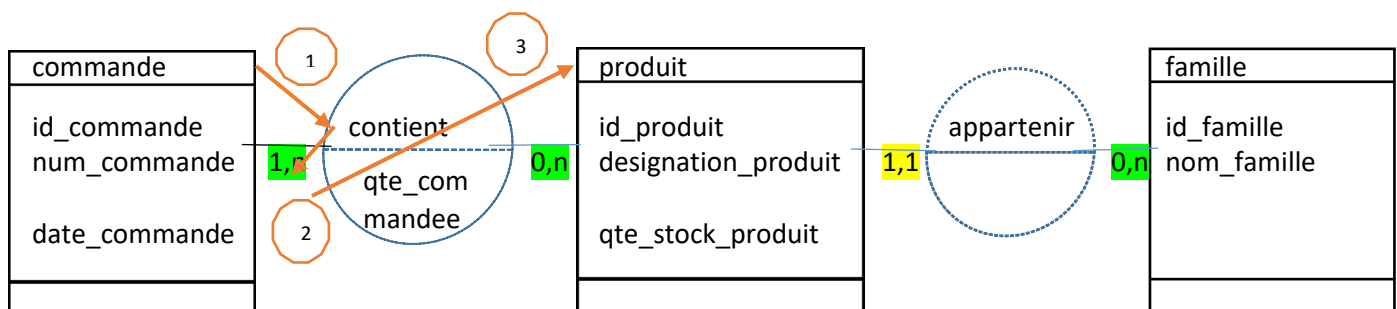 commande
id_commande
num_commande
date_commande
1
1,n
2
contient
qte_com
mandee
3
0,n
produit
id_produit
designation_produit
qte_stock_produit
1,1
appartenir
0,n
famille
id_famille
nom_famille